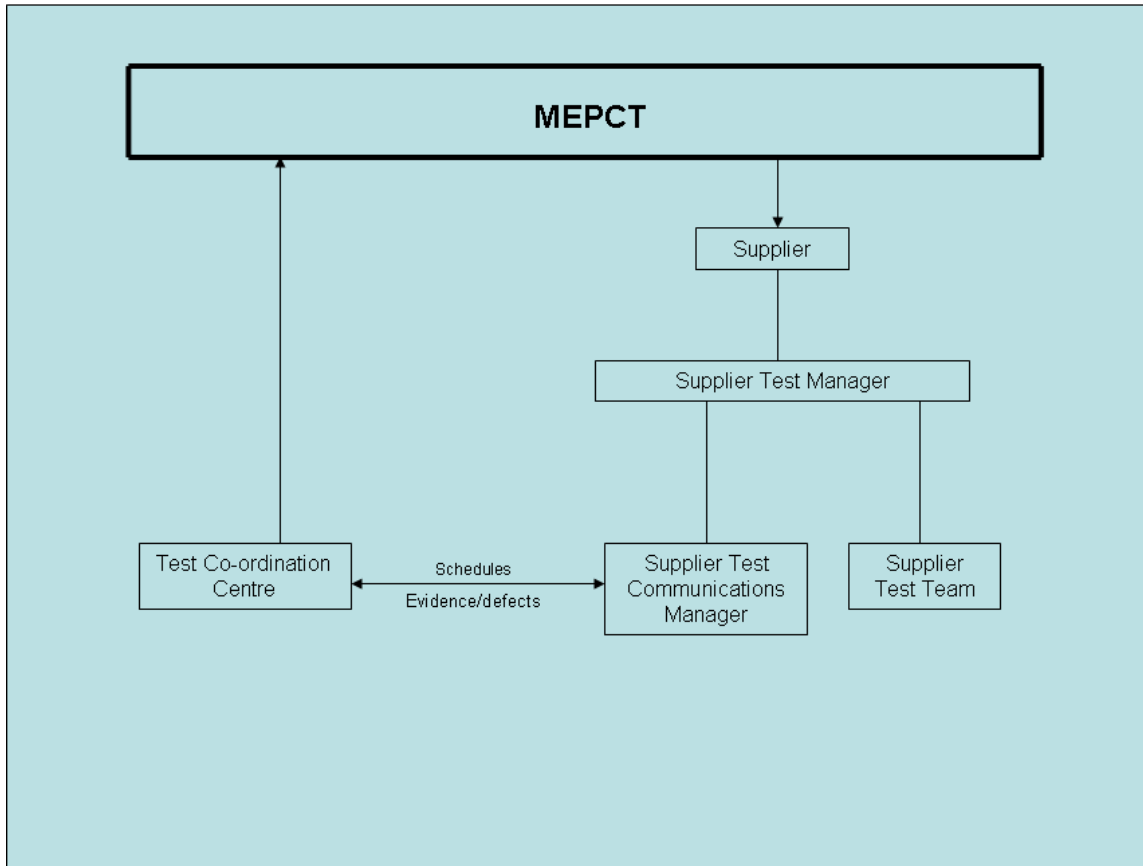 MEPCT
Supplier
Supplier Test Manager
Test Co-ordination
Centre
Schedules
Evidence/defects
Supplier Test
Communications
Manager
Supplier
Test Team